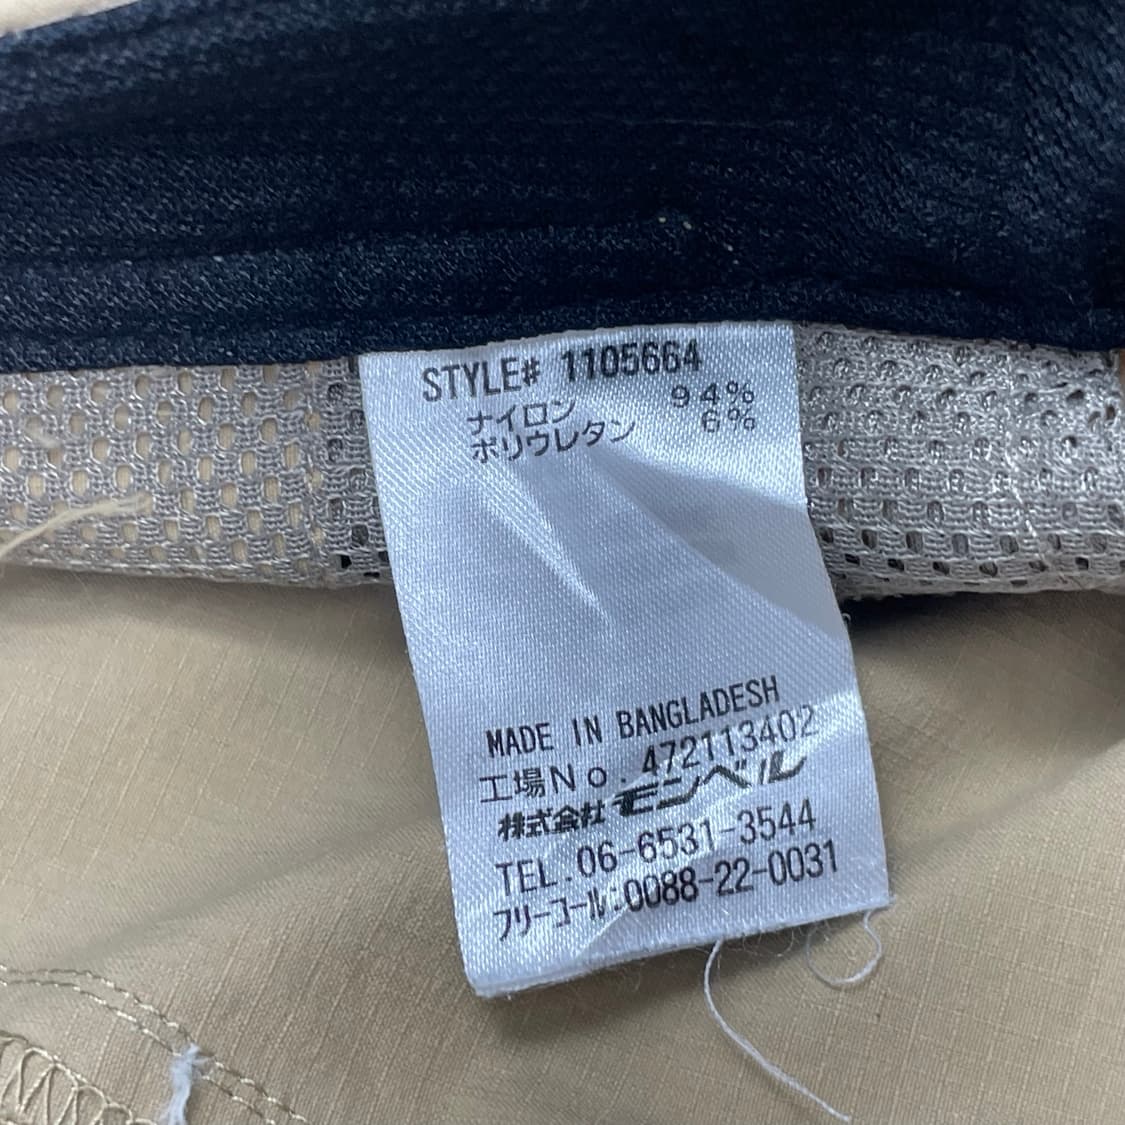 STYLE# 1105664
ナイロン 94%
ポリウレタン 6%
MADE IN BANGLADESH
工場No. 472113402
株式会社モンベル
TEL.06-6531-3544
フリーコール:0088-22-0031